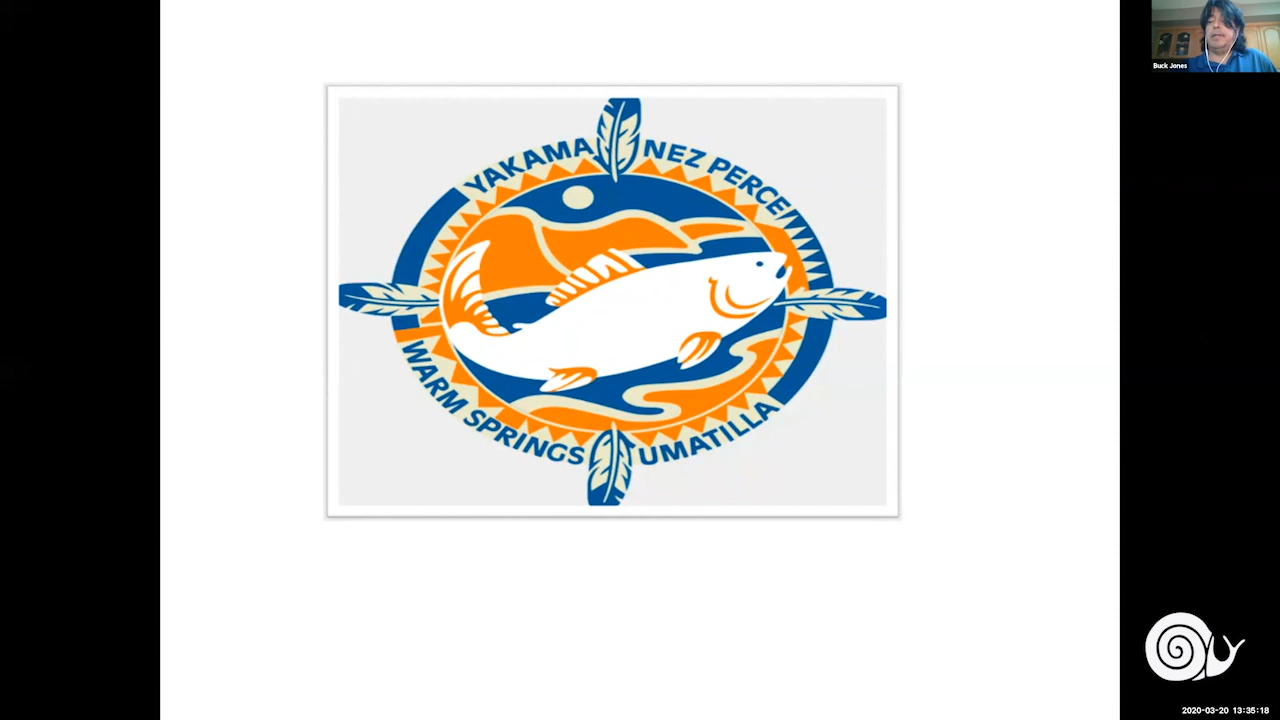 Buck Jones
YAKAMA
NEZ PERCE
WARM SPRINGS
UMATILLA
2020-03-20 13:35:18